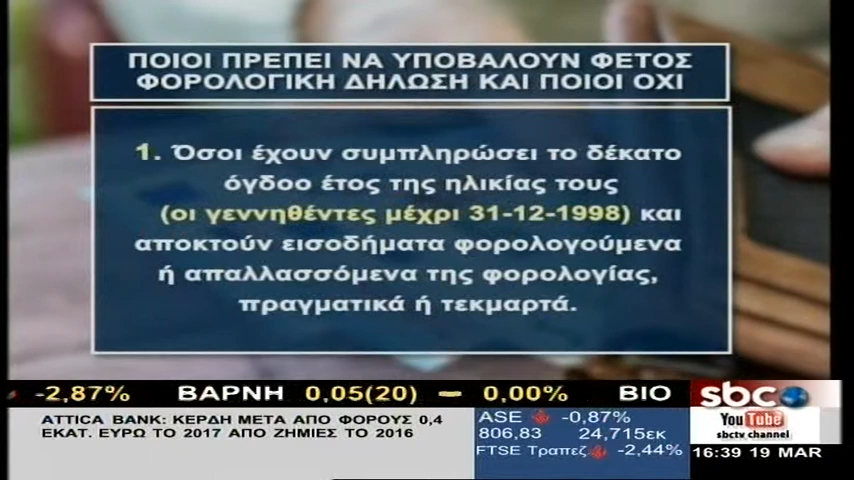 ΠΟΙΟΙ ΠΡΕΠΕΙ ΝΑ ΥΠΟΒΑΛΟΥΝ ΦΕΤΟΣ
ΦΟΡΟΛΟΓΙΚΗ ΔΗΛΩΣΗ ΚΑΙ ΠΟΙΟΙ ΟΧΙ
1. Όσοι έχουν συμπληρώσει το δέκατο
όγδοο έτος της ηλικίας τους
(οι γεννηθέντες μέχρι 31-12-1998) και
αποκτούν εισοδήματα φορολογούμενα
ή απαλλασσόμενα της φορολογίας,
πραγματικά ή τεκμαρτά.
-2,87% ΒΑΡΝΗ 0,05(20) 0,00% ΒΙΟ
sbc
ATTICA BANK: ΚΕΡΔΗ ΜΕΤΑ ΑΠΟ ΦΟΡΟΥΣ 0,4
ΕΚΑΤ. ΕΥΡΩ ΤΟ 2017 ΑΠΟ ΖΗΜΙΕΣ ΤΟ 2016
ASE -0,87%
806,83 24,715εκ
FTSE Τραπεζ -2,44%
YouTube
sbctv channel
16:39 19 MAR